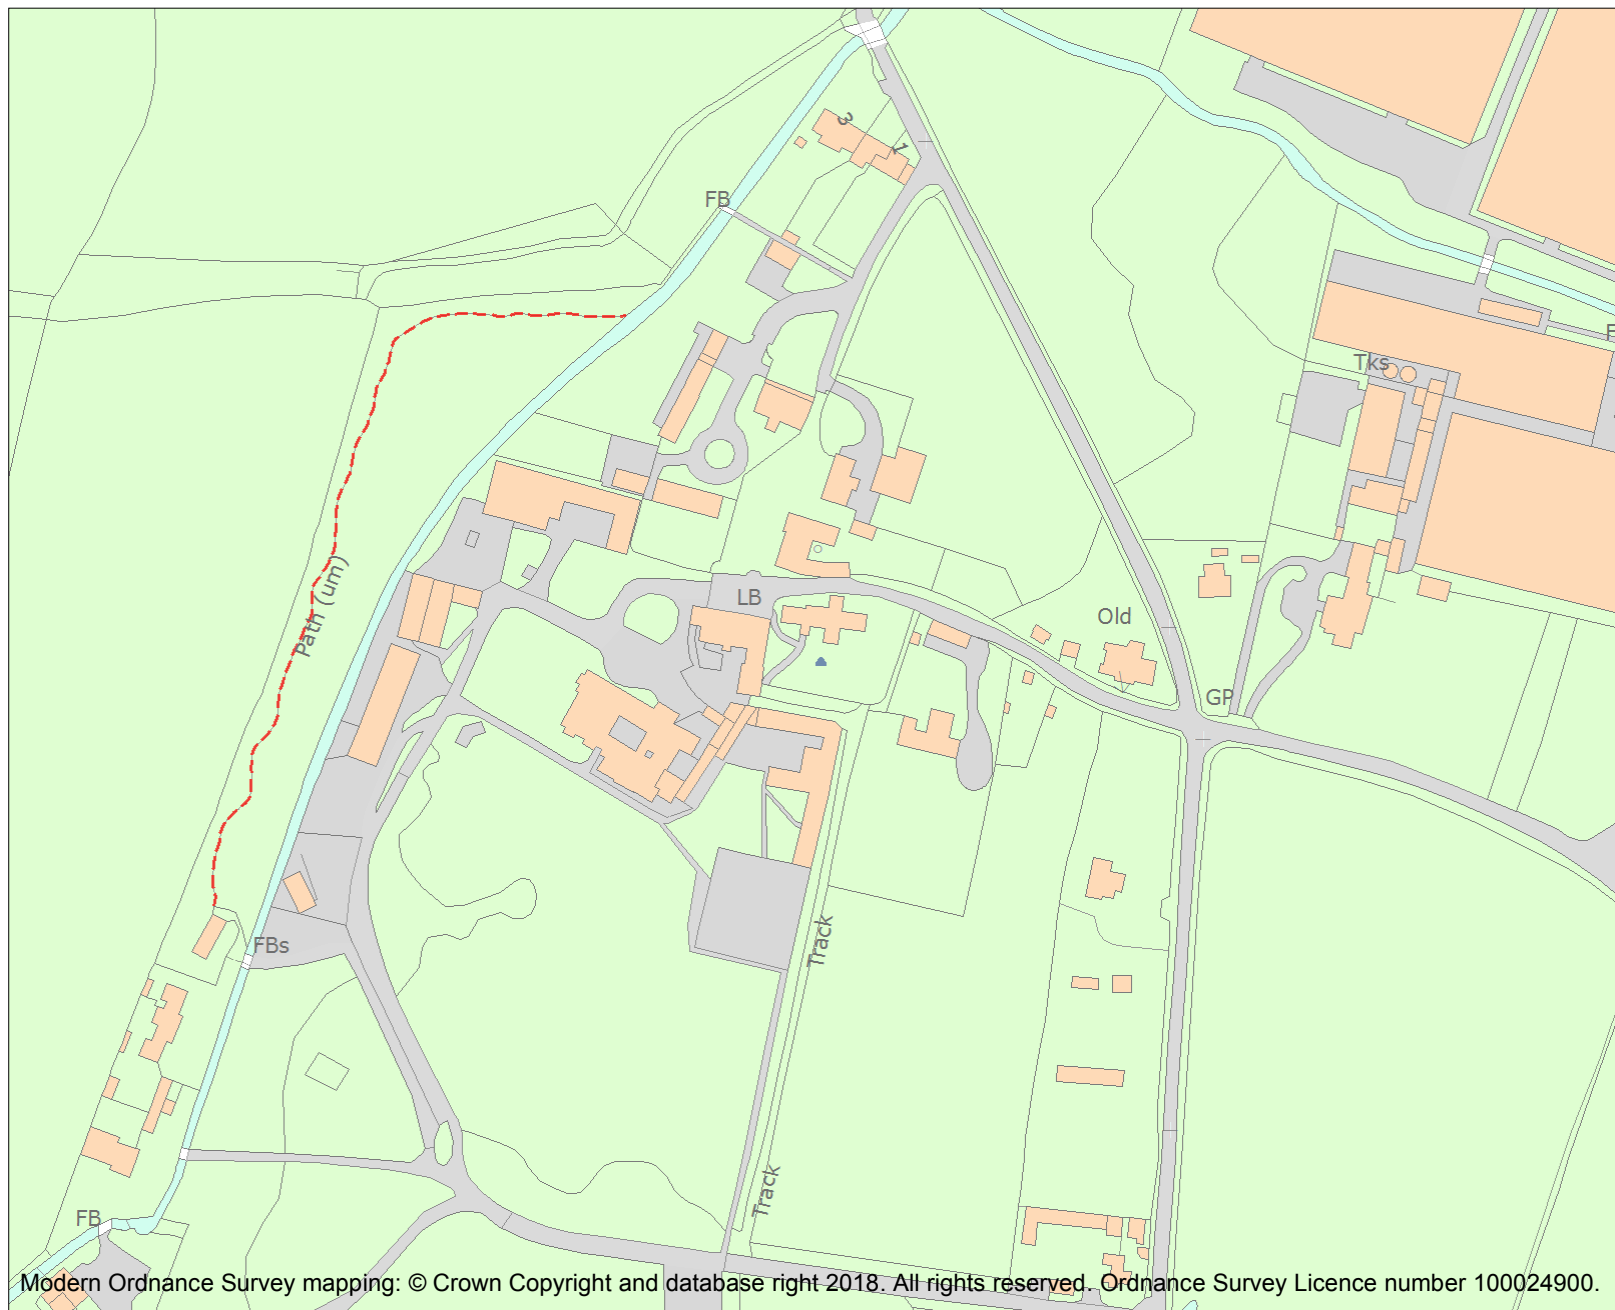 3
1
FB
Tks
F
Path (um)
LB
Old
GP
FBs
Track
Track
FB
Modern Ordnance Survey mapping: © Crown Copyright and database right 2018. All rights reserved. Ordnance Survey Licence number 100024900.